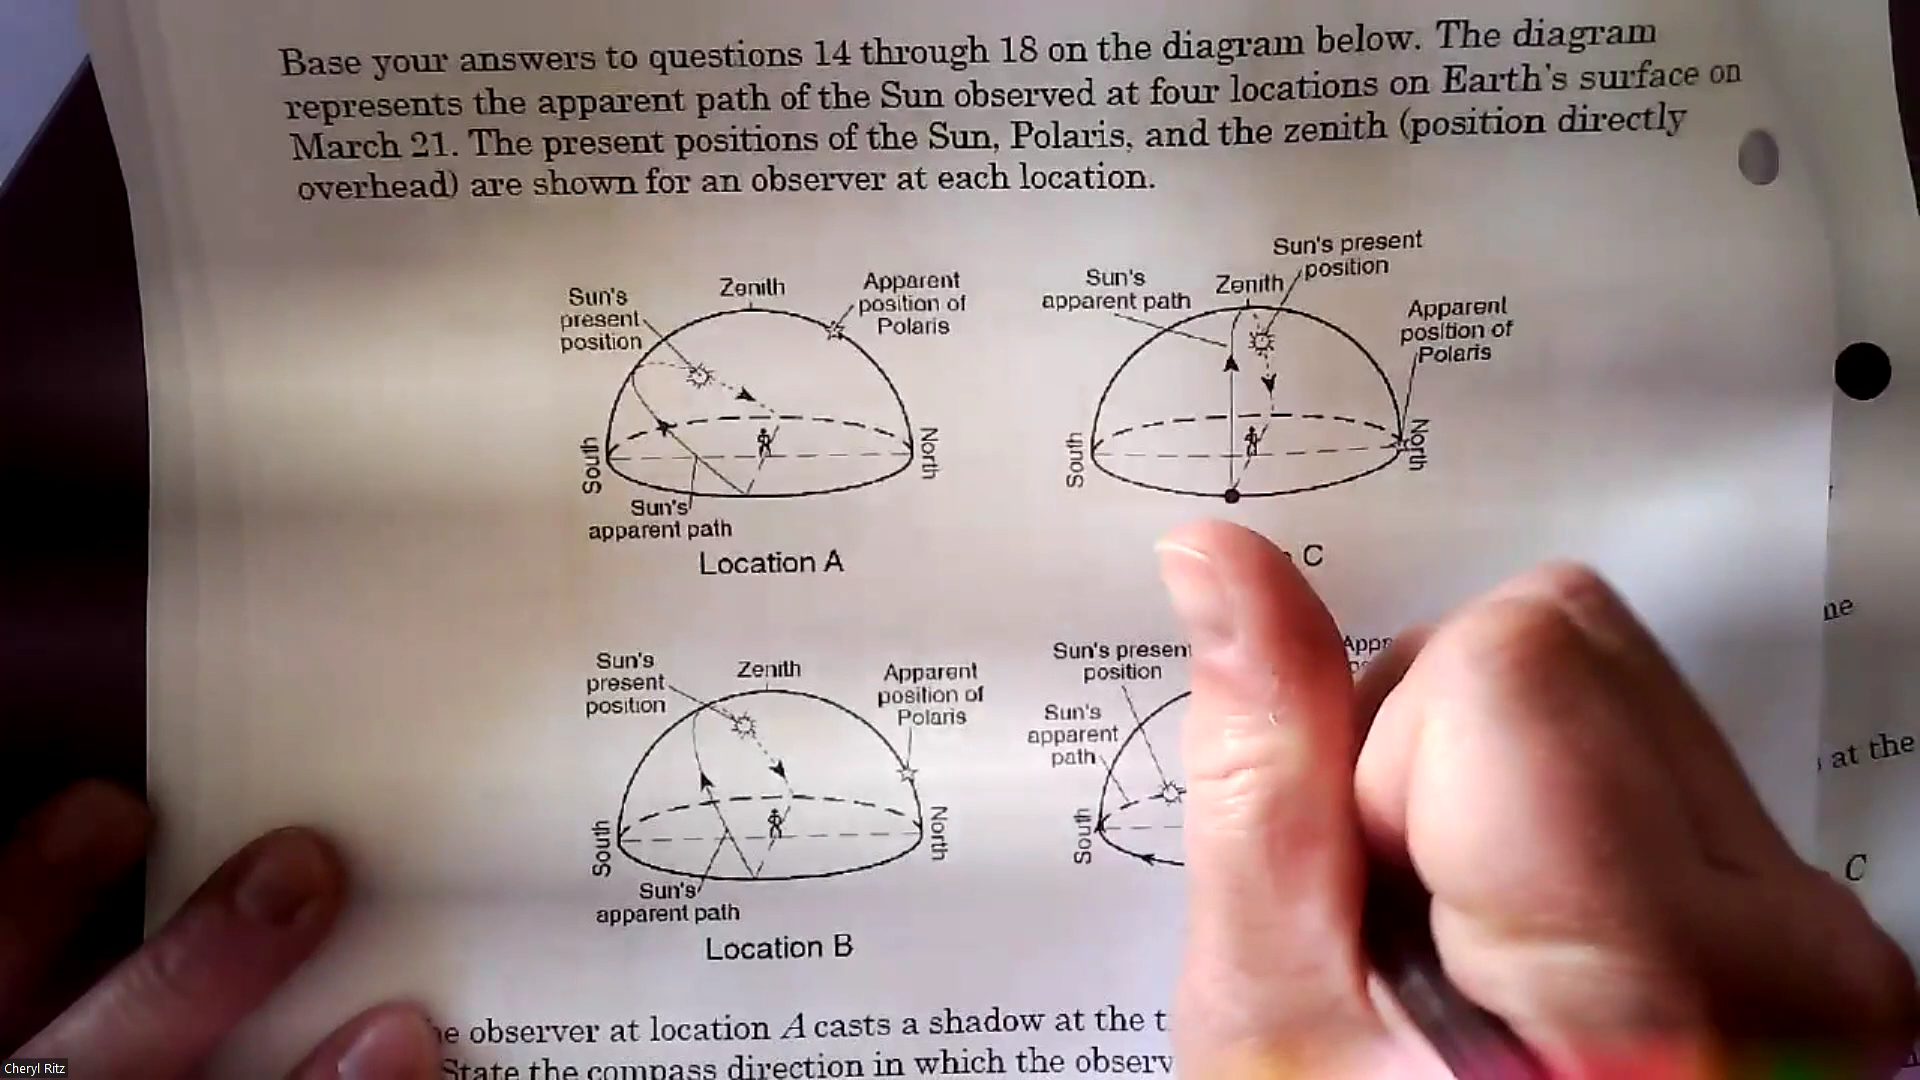 Base your answers to questions 14 through 18 on the diagram below. The diagram
represents the apparent path of the Sun observed at four locations on Earth's surface on
March 21. The present positions of the Sun, Polaris, and the zenith (position directly
overhead) are shown for an observer at each location.
Sun's
present
position
Zenith
Apparent
position of
Polaris
South
North
Sun's
apparent path
Location A
Sun's
apparent path
Zenith
Sun's present
position
Apparent
position of
Polaris
South
North
C
Sun's
present
position
Zenith
Apparent
position of
Polaris
South
North
Sun's
apparent path
Location B
Sun's present
position
Sun's
apparent
path
South
observer at location A casts a shadow at the
State the compass direction in which the
at the
C
Cheryl Ritz